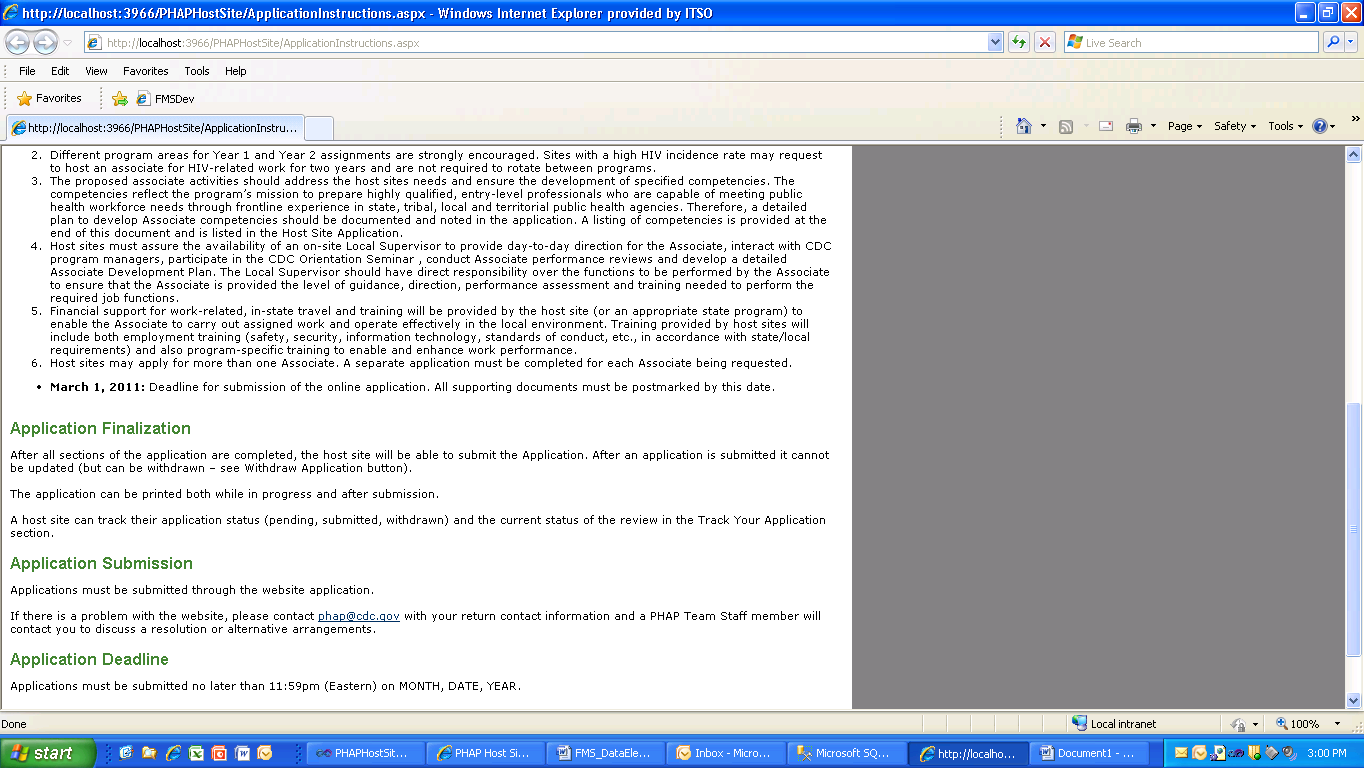 http://localhost:3966/PHAPHostSite/ApplicationInstructions.aspx - Windows Internet Explorer provided by ITSO
http://localhost:3966/PHAPHostSite/ApplicationInstructions.aspx
Live Search
File Edit View Favorites Tools Help
Favorites FMSDev
http://localhost:3966/PHAPHostSite/ApplicationInstru...
Page Safety Tools
2. Different program areas for Year 1 and Year 2 assignments are strongly encouraged. Sites with a high HIV incidence rate may request
to host an associate for HIV-related work for two years and are not required to rotate between programs.
3. The proposed associate activities should address the host sites needs and ensure the development of specified competencies. The
competencies reflect the program's mission to prepare highly qualified, entry-level professionals who are capable of meeting public
health workforce needs through frontline experience in state, tribal, local and territorial public health agencies. Therefore, a detailed
plan to develop Associate competencies should be documented and noted in the application. A listing of competencies is provided at the
end of this document and is listed in the Host Site Application.
4. Host sites must assure the availability of an on-site Local Supervisor to provide day-to-day direction for the Associate, interact with CDC
program managers, participate in the CDC Orientation Seminar , conduct Associate performance reviews and develop a detailed
Associate Development Plan. The Local Supervisor should have direct responsibility over the functions to be performed by the Associate
to ensure that the Associate is provided the level of guidance, direction, performance assessment and training needed to perform the
required job functions.
5. Financial support for work-related, in-state travel and training will be provided by the host site (or an appropriate state program) to
enable the Associate to carry out assigned work and operate effectively in the local environment. Training provided by host sites will
include both employment training (safety, security, information technology, standards of conduct, etc., in accordance with state/local
requirements) and also program-specific training to enable and enhance work performance.
6. Host sites may apply for more than one Associate. A separate application must be completed for each Associate being requested.
• March 1, 2011: Deadline for submission of the online application. All supporting documents must be postmarked by this date.
Application Finalization
After all sections of the application are completed, the host site will be able to submit the Application. After an application is submitted it cannot
be updated (but can be withdrawn – see Withdraw Application button).
The application can be printed both while in progress and after submission.
A host site can track their application status (pending, submitted, withdrawn) and the current status of the review in the Track Your Application
section.
Application Submission
Applications must be submitted through the website application.
If there is a problem with the website, please contact phap@cdc.gov with your return contact information and a PHAP Team Staff member will
contact you to discuss a resolution or alternative arrangements.
Application Deadline
Applications must be submitted no later than 11:59pm (Eastern) on MONTH, DATE, YEAR.
Done Local intranet 100%
start PHAPHostSit... PHAP Host Si... FMS_DataEle... Inbox - Micro... Microsoft SQ... http://localho... Document1 - ... 3:00 PM